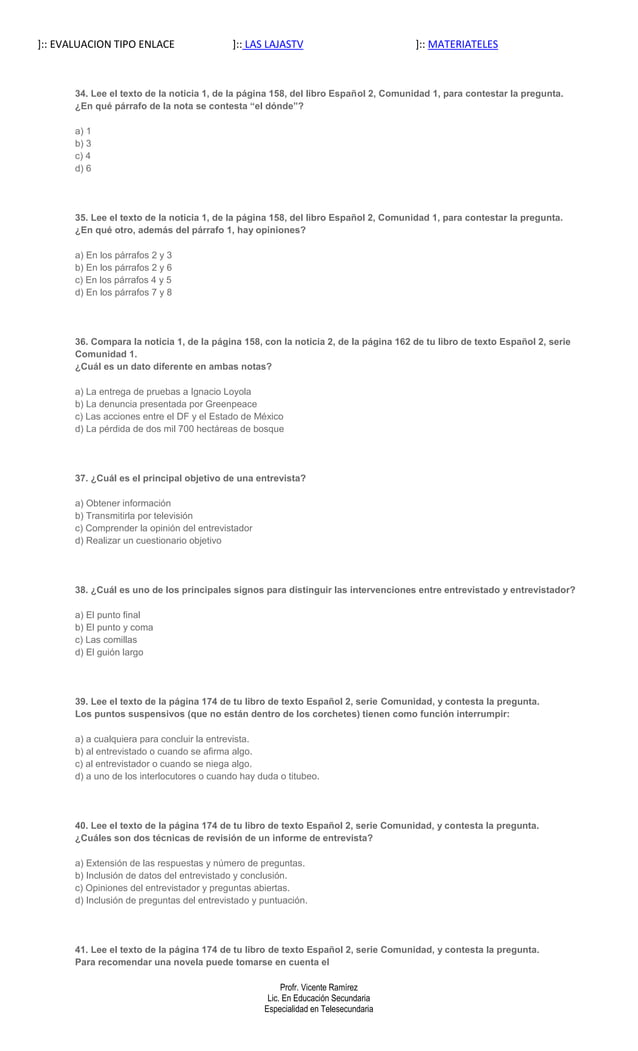 ]:: EVALUACION TIPO ENLACE ]:: LAS LAJASTV ]:: MATERIATELES
34. Lee el texto de la noticia 1, de la página 158, del libro Español 2, Comunidad 1, para contestar la pregunta.
¿En qué párrafo de la nota se contesta “el dónde”?
a) 1
b) 3
c) 4
d) 6
35. Lee el texto de la noticia 1, de la página 158, del libro Español 2, Comunidad 1, para contestar la pregunta.
¿En qué otro, además del párrafo 1, hay opiniones?
a) En los párrafos 2 y 3
b) En los párrafos 2 y 6
c) En los párrafos 4 y 5
d) En los párrafos 7 y 8
36. Compara la noticia 1, de la página 158, con la noticia 2, de la página 162 de tu libro de texto Español 2, serie
Comunidad 1.
¿Cuál es un dato diferente en ambas notas?
a) La entrega de pruebas a Ignacio Loyola
b) La denuncia presentada por Greenpeace
c) Las acciones entre el DF y el Estado de México
d) La pérdida de dos mil 700 hectáreas de bosque
37. ¿Cuál es el principal objetivo de una entrevista?
a) Obtener información
b) Transmitirla por televisión
c) Comprender la opinión del entrevistador
d) Realizar un cuestionario objetivo
38. ¿Cuál es uno de los principales signos para distinguir las intervenciones entre entrevistado y entrevistador?
a) El punto final
b) El punto y coma
c) Las comillas
d) El guión largo
39. Lee el texto de la página 174 de tu libro de texto Español 2, serie Comunidad, y contesta la pregunta.
Los puntos suspensivos (que no están dentro de los corchetes) tienen como función interrumpir:
a) a cualquiera para concluir la entrevista.
b) al entrevistado o cuando se afirma algo.
c) al entrevistador o cuando se niega algo.
d) a uno de los interlocutores o cuando hay duda o titubeo.
40. Lee el texto de la página 174 de tu libro de texto Español 2, serie Comunidad, y contesta la pregunta.
¿Cuáles son dos técnicas de revisión de un informe de entrevista?
a) Extensión de las respuestas y número de preguntas.
b) Inclusión de datos del entrevistado y conclusión.
c) Opiniones del entrevistador y preguntas abiertas.
d) Inclusión de preguntas del entrevistado y puntuación.
41. Lee el texto de la página 174 de tu libro de texto Español 2, serie Comunidad, y contesta la pregunta.
Para recomendar una novela puede tomarse en cuenta el
Profr. Vicente Ramírez
Lic. En Educación Secundaria
Especialidad en Telesecundaria